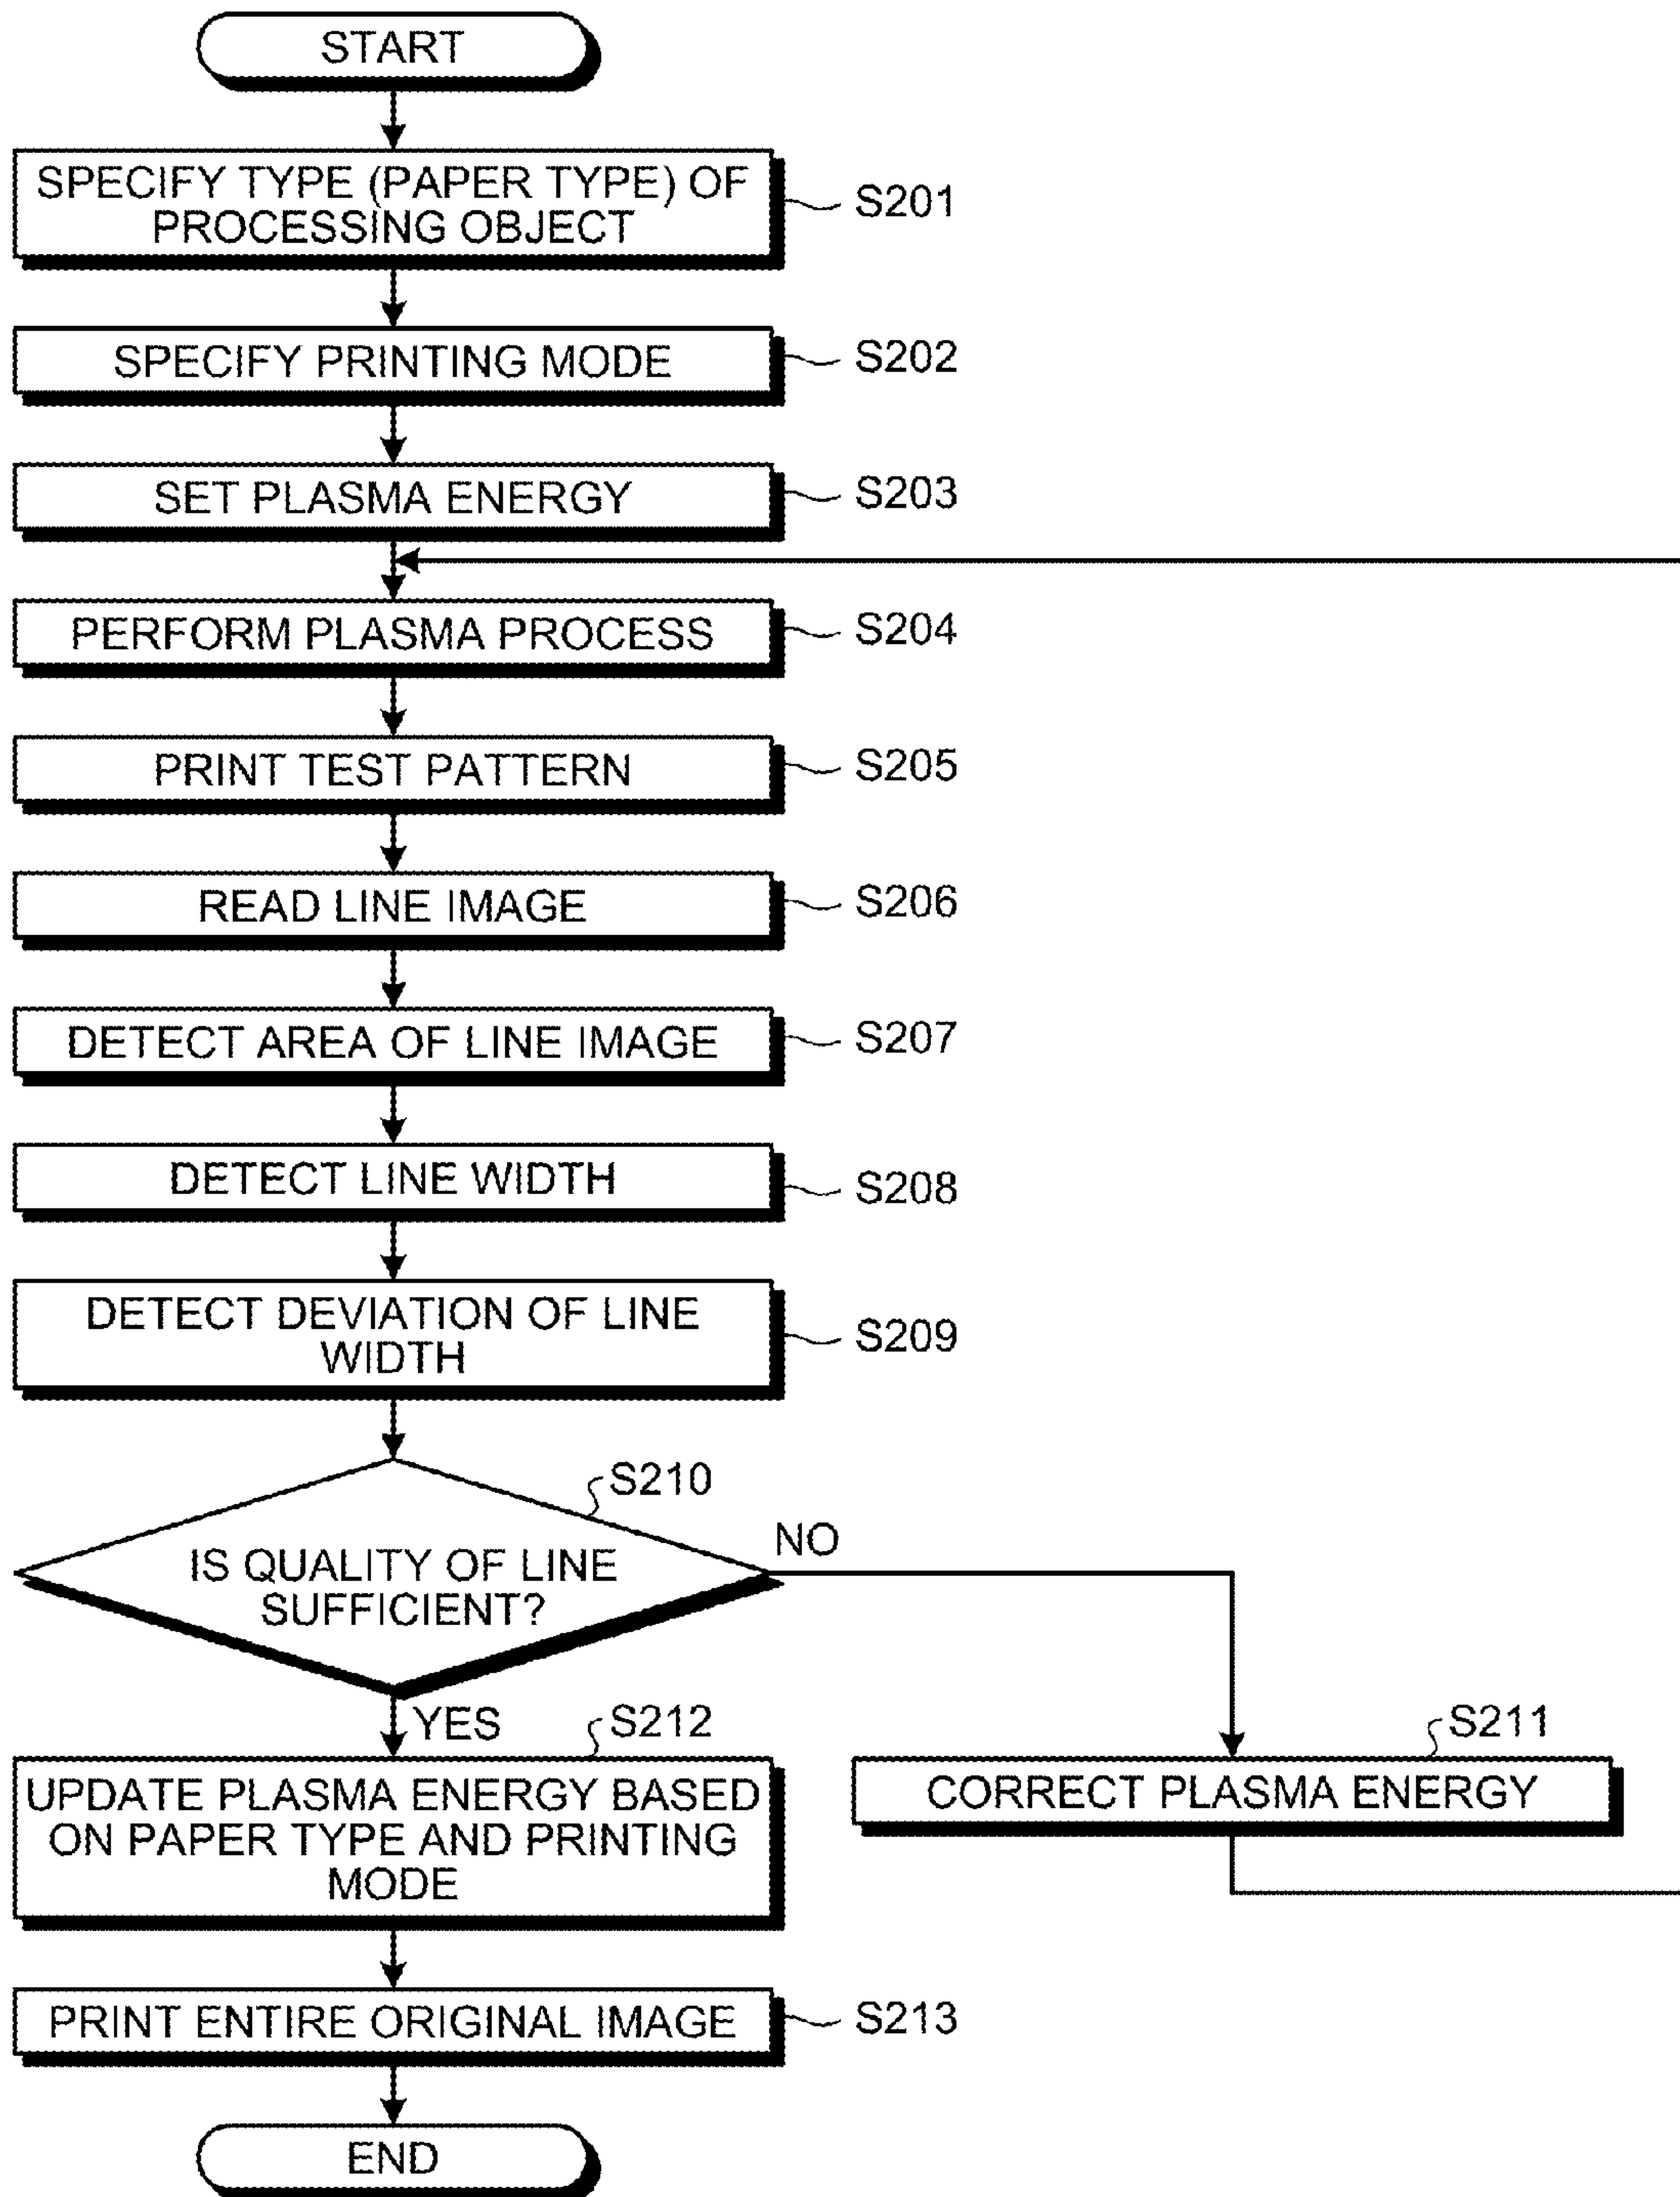 START
SPECIFY TYPE (PAPER TYPE) OF
PROCESSING OBJECT
S201
SPECIFY PRINTING MODE
S202
SET PLASMA ENERGY
S203
PERFORM PLASMA PROCESS
S204
PRINT TEST PATTERN
S205
READ LINE IMAGE
S206
DETECT AREA OF LINE IMAGE
S207
DETECT LINE WIDTH
S208
DETECT DEVIATION OF LINE
WIDTH
S209
S210
IS QUALITY OF LINE
SUFFICIENT?
NO
YES
S212
UPDATE PLASMA ENERGY BASED
ON PAPER TYPE AND PRINTING
MODE
S211
CORRECT PLASMA ENERGY
PRINT ENTIRE ORIGINAL IMAGE
S213
END